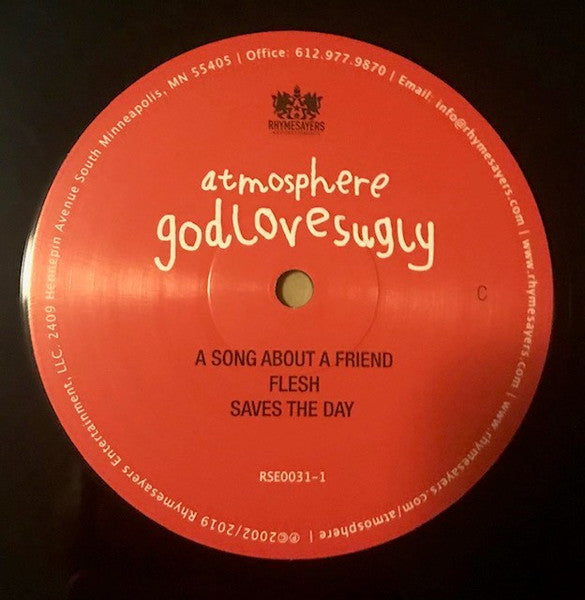 RHYMESAYERS
atmosphere
godlovesugly
C
A SONG ABOUT A FRIEND
FLESH
SAVES THE DAY
RSE0031-1
℗©2002/2019 Rhymesayers Entertainment, LLC. 2409 Hennepin Avenue South Minneapolis, MN 55405 | Office: 612.977.9870 | Email: info@rhymesayers.com | www.rhymesayers.com | www.rhymesayers.com/atmosphere |